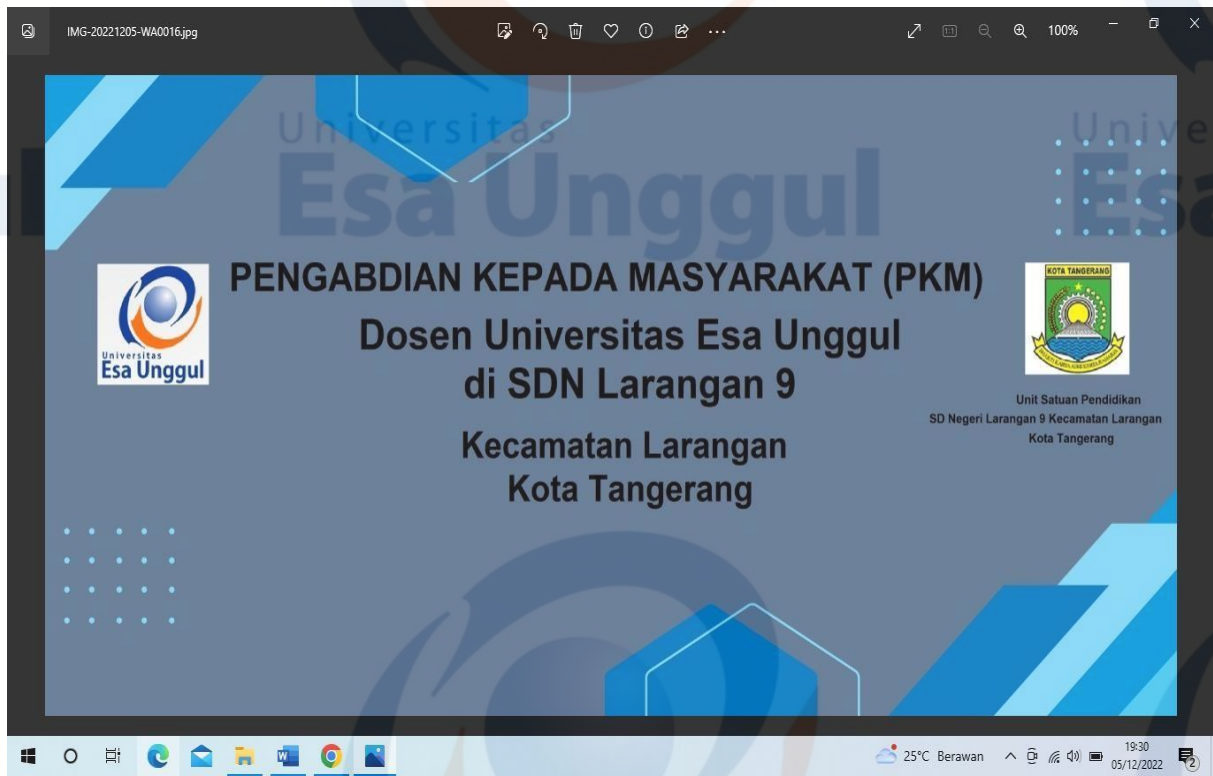 IMG-20221205-WA0016.jpg
100%
Universitas
Esa Unggul
PENGABDIAN KEPADA MASYARAKAT (PKM)
Dosen Universitas Esa Unggul
di SDN Larangan 9
Kecamatan Larangan
Kota Tangerang
Universitas
Esa Unggul
KOTA TANGERANG
Unit Satuan Pendidikan
SD Negeri Larangan 9 Kecamatan Larangan
Kota Tangerang
25°C Berawan
19:30
05/12/2022
2